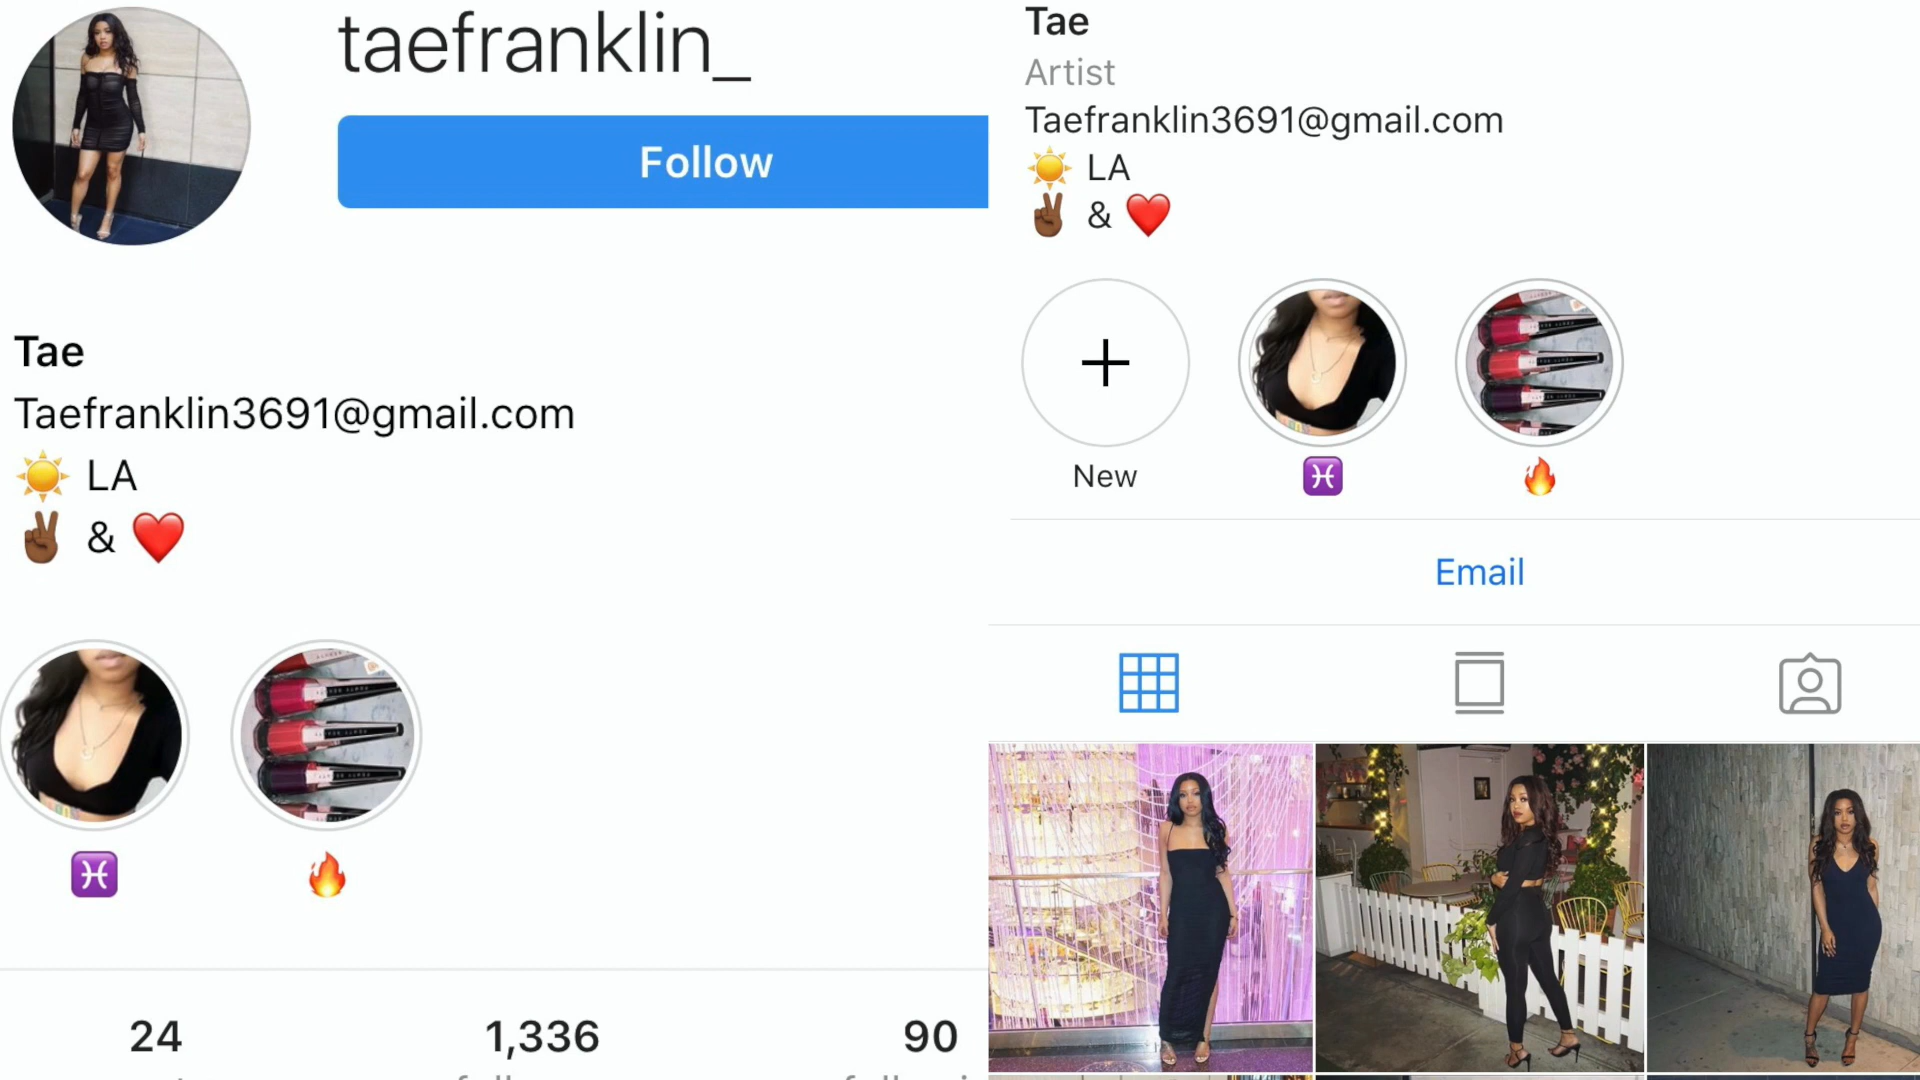 taefranklin_
Follow
Tae
Taefranklin3691@gmail.com
☀️ LA
✌🏾 & ❤️
♓
🔥
24
1,336
90
Tae
Artist
Taefranklin3691@gmail.com
☀️ LA
✌🏾 & ❤️
New
♓
🔥
Email